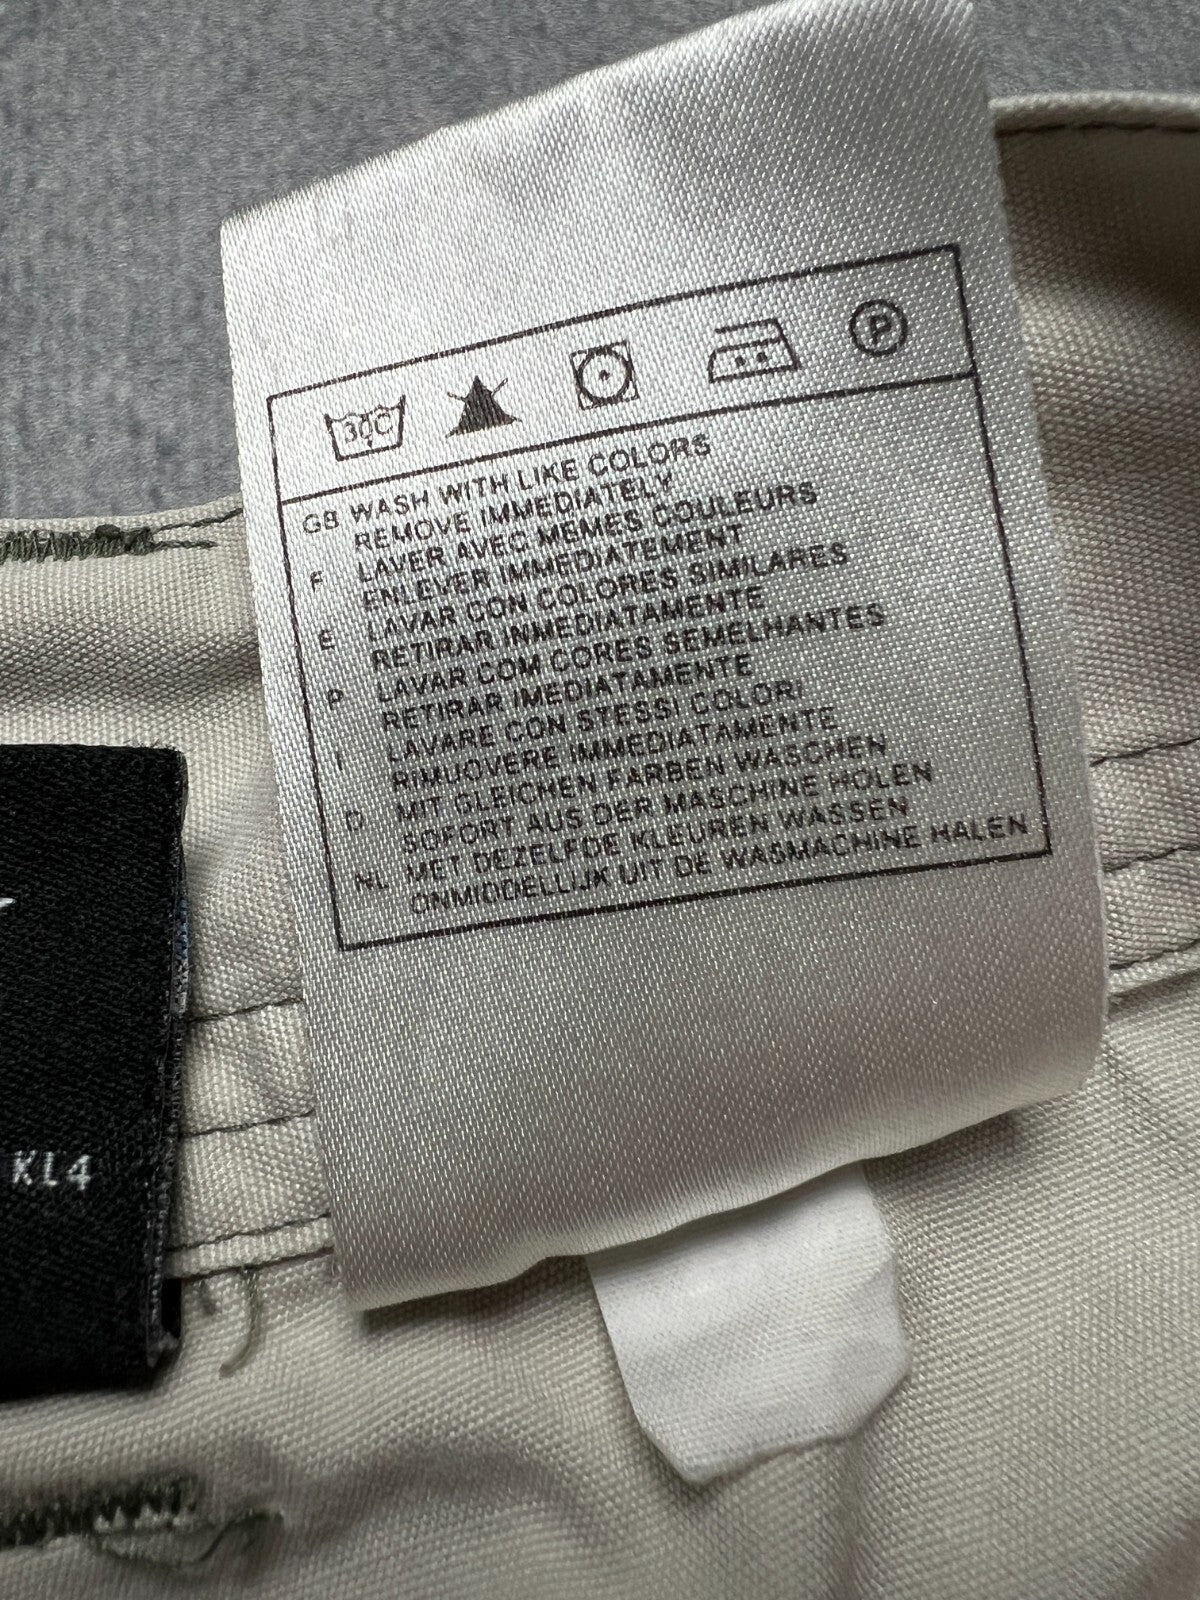 30°C
P
GB WASH WITH LIKE COLORS
REMOVE IMMEDIATELY
F LAVER AVEC MEMES COULEURS
ENLEVER IMMEDIATEMENT
E LAVAR CON COLORES SIMILARES
RETIRAR INMEDIATAMENTE
P LAVAR COM CORES SEMELHANTES
RETIRAR IMEDIATAMENTE
I LAVARE CON STESSI COLORI
RIMUOVERE IMMEDIATAMENTE
D MIT GLEICHEN FARBEN WASCHEN
SOFORT AUS DER MASCHINE HOLEN
NL MET DEZELFDE KLEUREN WASSEN
ONMIDDELLIJK UIT DE WASMACHINE HALEN
KL4